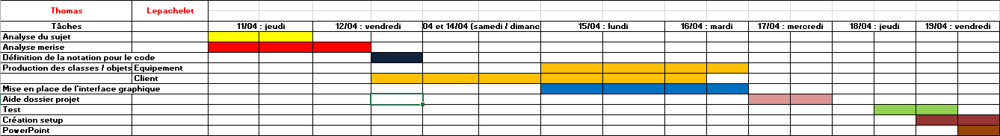 Thomas Lepachelet
Tâches 11/04 : jeudi 12/04 : vendredi 04 et 14/04 (samedi / dimanc 15/04 : lundi 16/04 : mardi 17/04 : mercredi 18/04 : jeudi 19/04 : vendredi
Analyse du sujet
Analyse merise
Définition de la notation pour le code
Production des classes / objets Equipement
Client
Mise en place de l'interface graphique
Aide dossier projet
Test
Création setup
PowerPoint